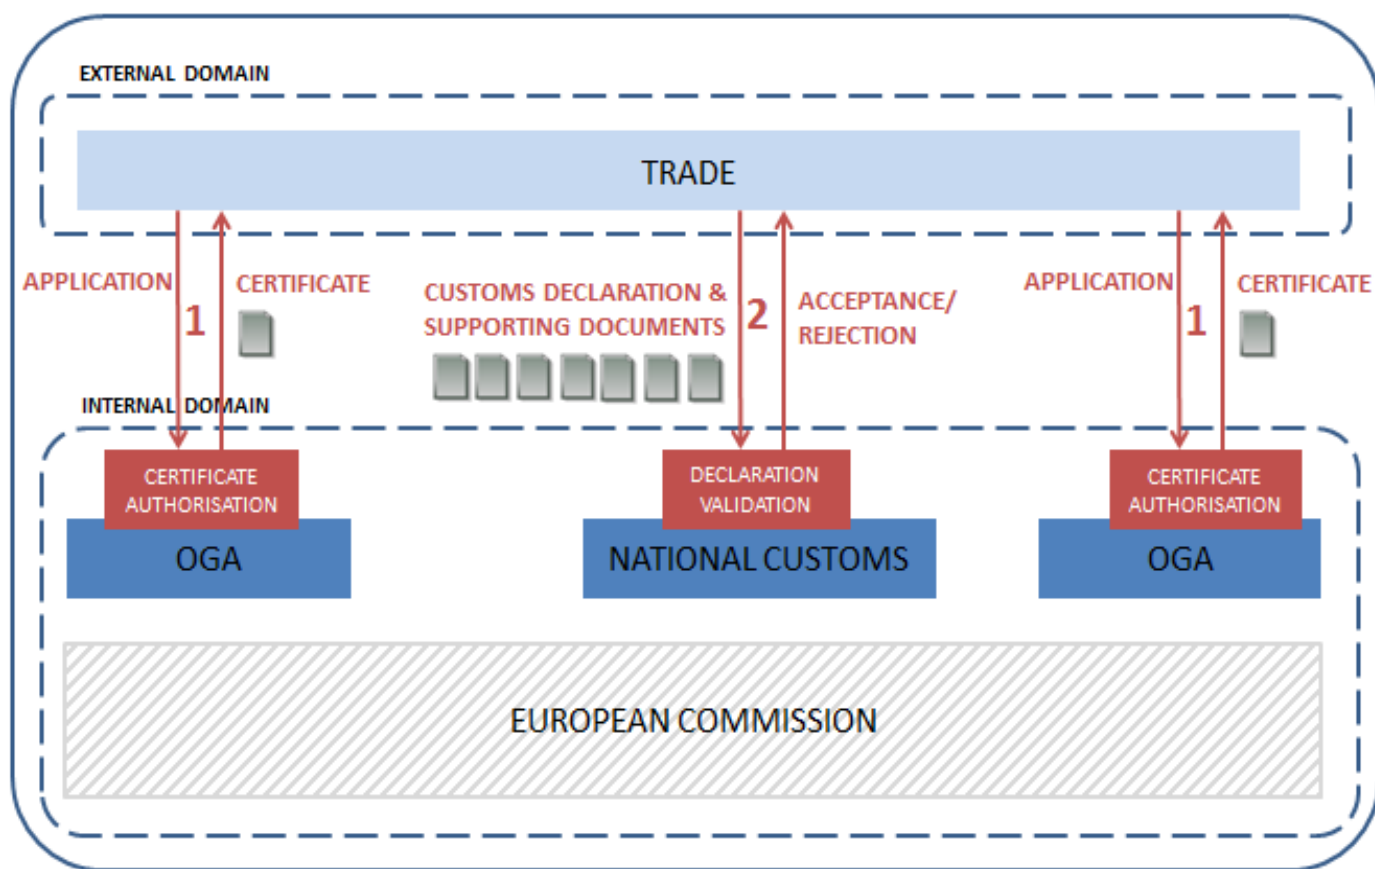 EXTERNAL DOMAIN
TRADE
APPLICATION
1
CERTIFICATE
CUSTOMS DECLARATION &
SUPPORTING DOCUMENTS
2
ACCEPTANCE/
REJECTION
APPLICATION
1
CERTIFICATE
INTERNAL DOMAIN
CERTIFICATE
AUTHORISATION
OGA
DECLARATION
VALIDATION
NATIONAL CUSTOMS
CERTIFICATE
AUTHORISATION
OGA
EUROPEAN COMMISSION